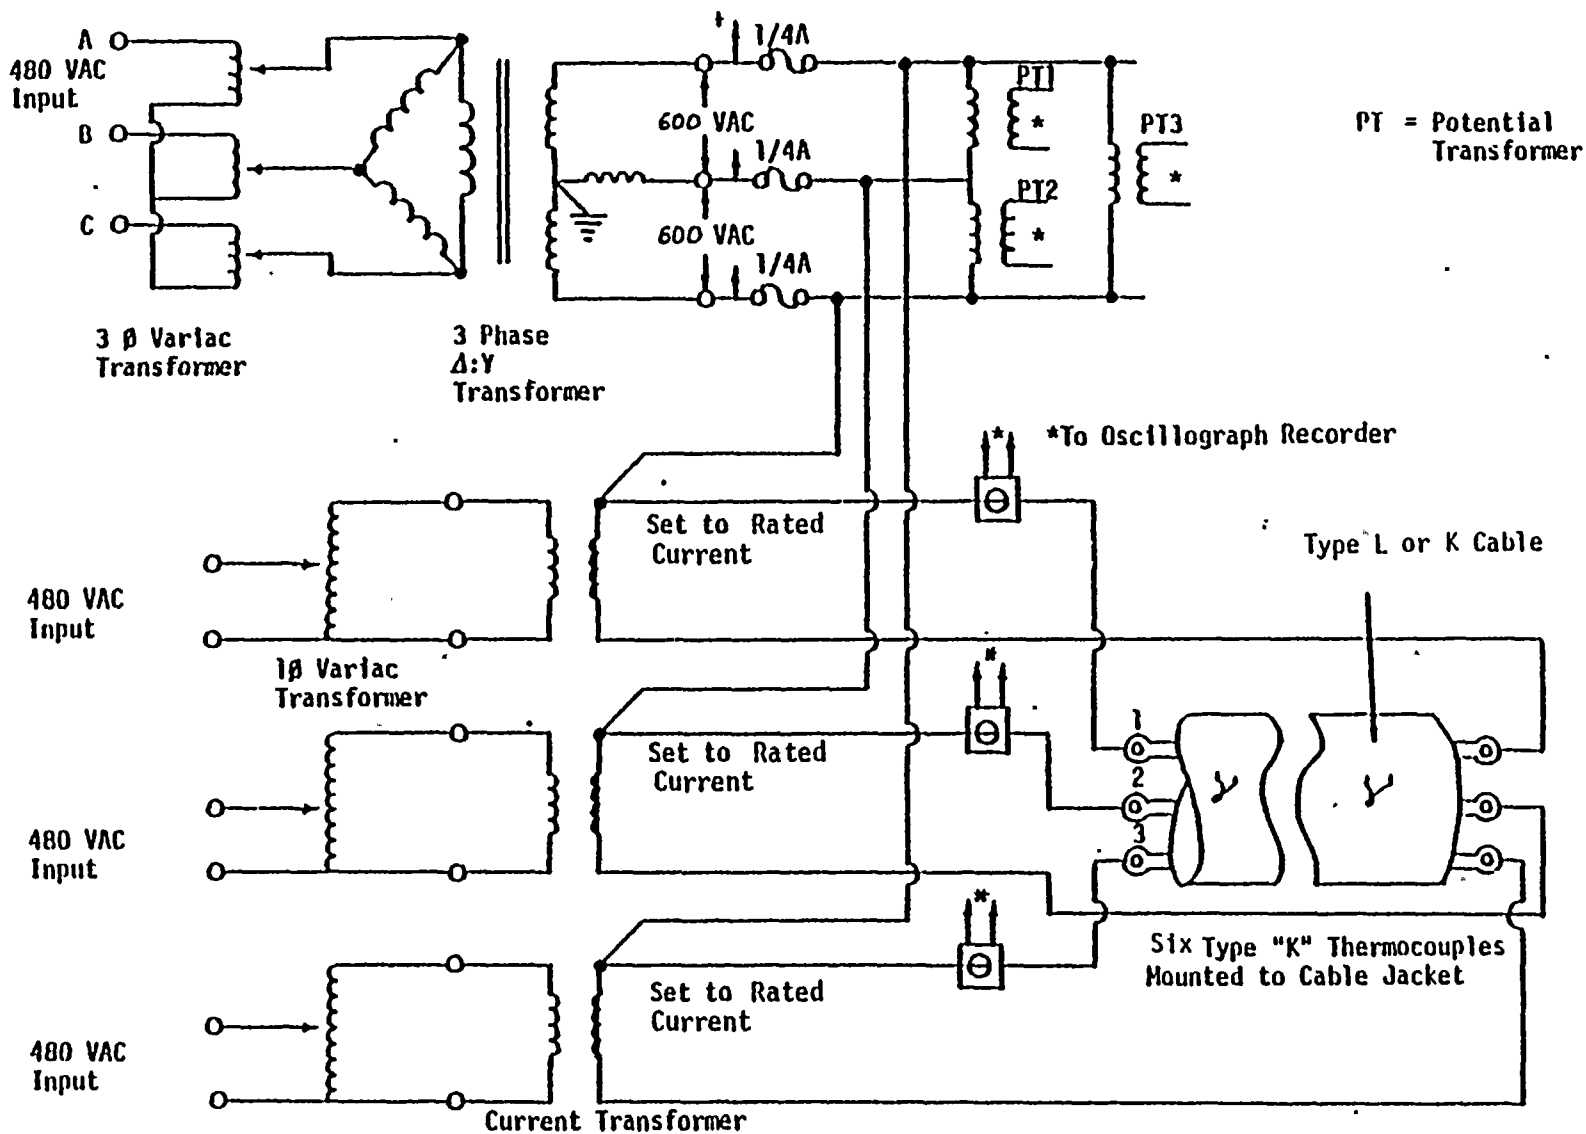 A
480 VAC
Input
B
C
3 Ø Variac
Transformer
3 Phase
Δ:Y
Transformer
600 VAC
600 VAC
+
1/4A
1/4A
1/4A
PT1
*
PT2
*
PT3
*
PT = Potential
Transformer
*
*To Oscillograph Recorder
Set to Rated
Current
480 VAC
Input
1Ø Variac
Transformer
Type L or K Cable
*
Set to Rated
Current
480 VAC
Input
1
2
3
*
Six Type "K" Thermocouples
Mounted to Cable Jacket
Set to Rated
Current
480 VAC
Input
Current Transformer